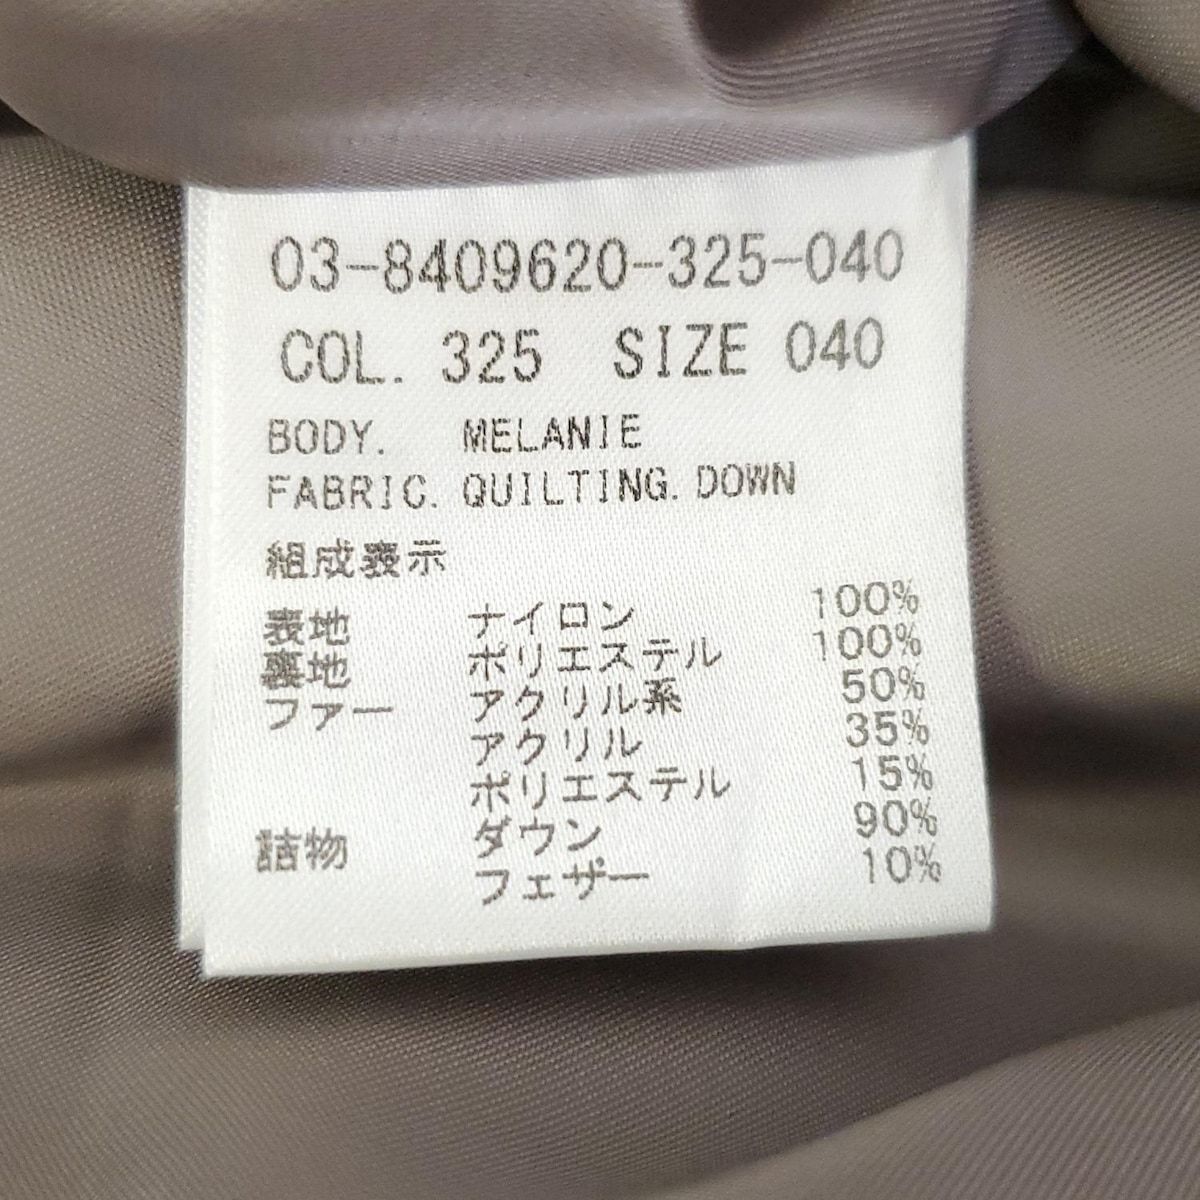 03-8409620-325-040
COL. 325 SIZE 040
BODY. MELANIE
FABRIC. QUILTING. DOWN
組成表示
表地 ナイロン 100%
裏地 ポリエステル 100%
ファー アクリル系 50%
アクリル 35%
ポリエステル 15%
詰物 ダウン 90%
フェザー 10%